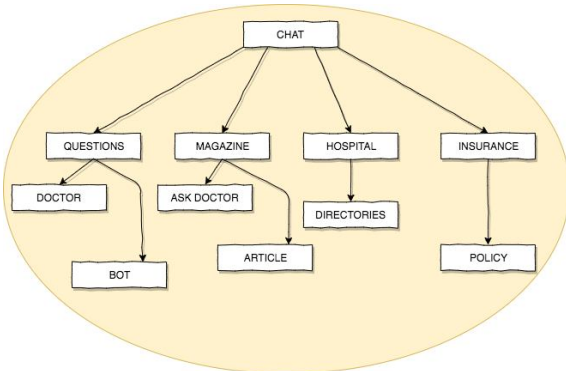 CHAT
QUESTIONS
MAGAZINE
HOSPITAL
INSURANCE
DOCTOR
ASK DOCTOR
DIRECTORIES
BOT
ARTICLE
POLICY